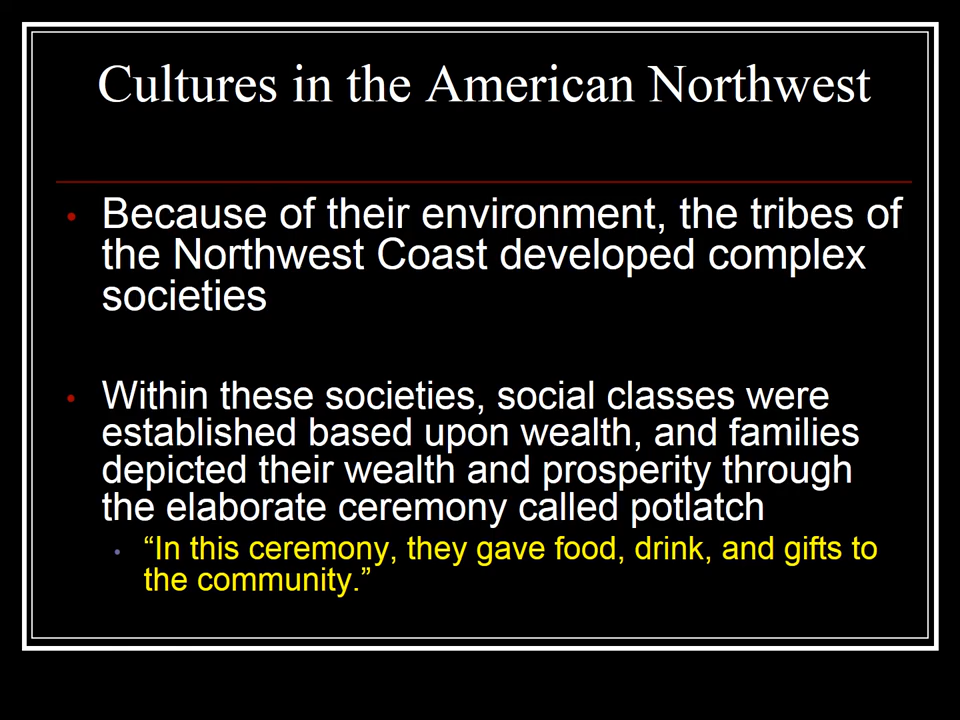 Cultures in the American Northwest
• Because of their environment, the tribes of
the Northwest Coast developed complex
societies
• Within these societies, social classes were
established based upon wealth, and families
depicted their wealth and prosperity through
the elaborate ceremony called potlatch
• “In this ceremony, they gave food, drink, and gifts to
the community.”